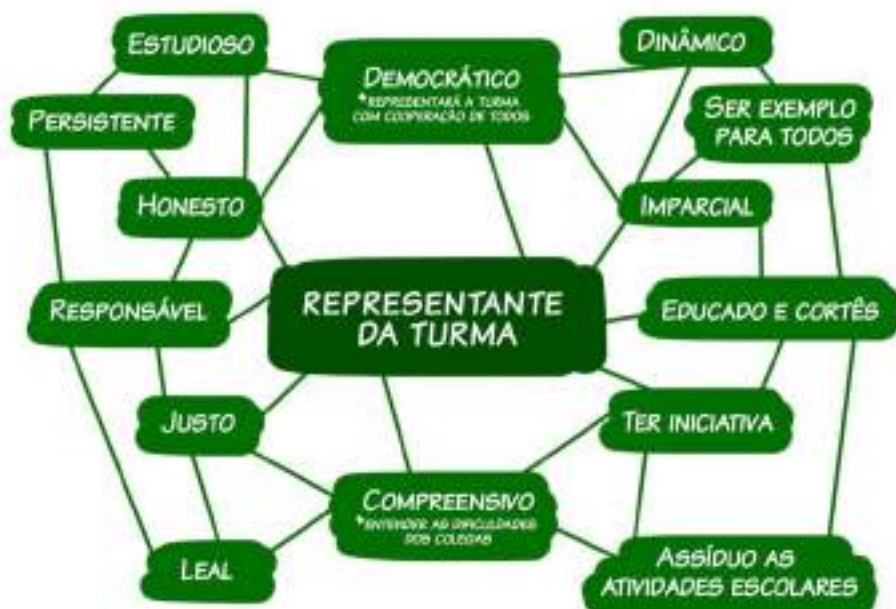 ESTUDIOSO
DEMOCRÁTICO
*REPREDENTARÁ A TURMA
COM COOPERAÇÃO DE TODOS
DINÂMICO
PERSISTENTE
SER EXEMPLO
PARA TODOS
HONESTO
IMPARCIAL
RESPONSÁVEL
REPRESENTANTE
DA TURMA
EDUCADO E CORTÊS
JUSTO
TER INICIATIVA
COMPREENSIVO
*ENTENDER AS DIFICULDADES
DOS COLEGAS
LEAL
ASSÍDUO AS
ATIVIDADES ESCOLARES